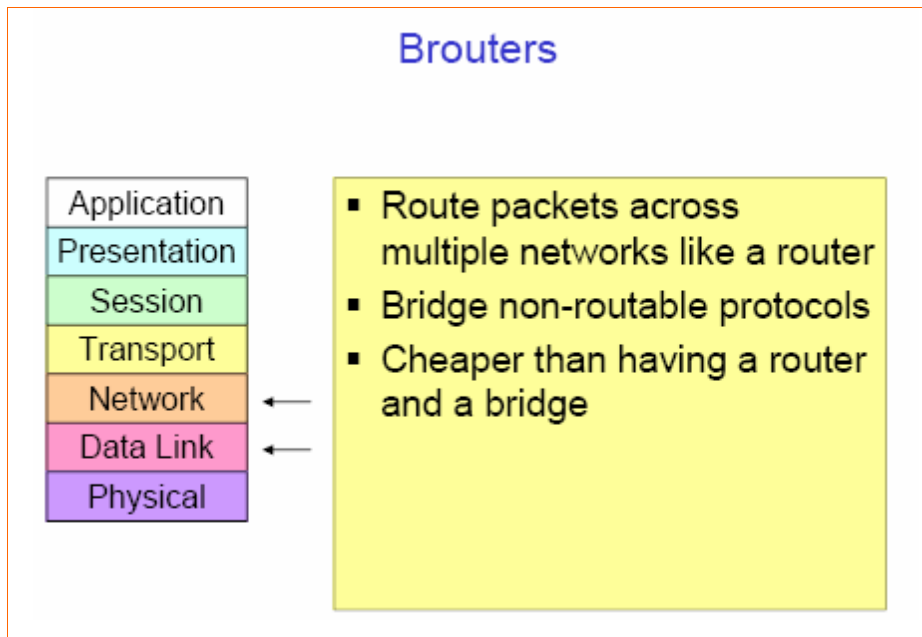 Brouters
Application
Presentation
Session
Transport
Network
Data Link
Physical
▪ Route packets across
multiple networks like a router
▪ Bridge non-routable protocols
▪ Cheaper than having a router
and a bridge